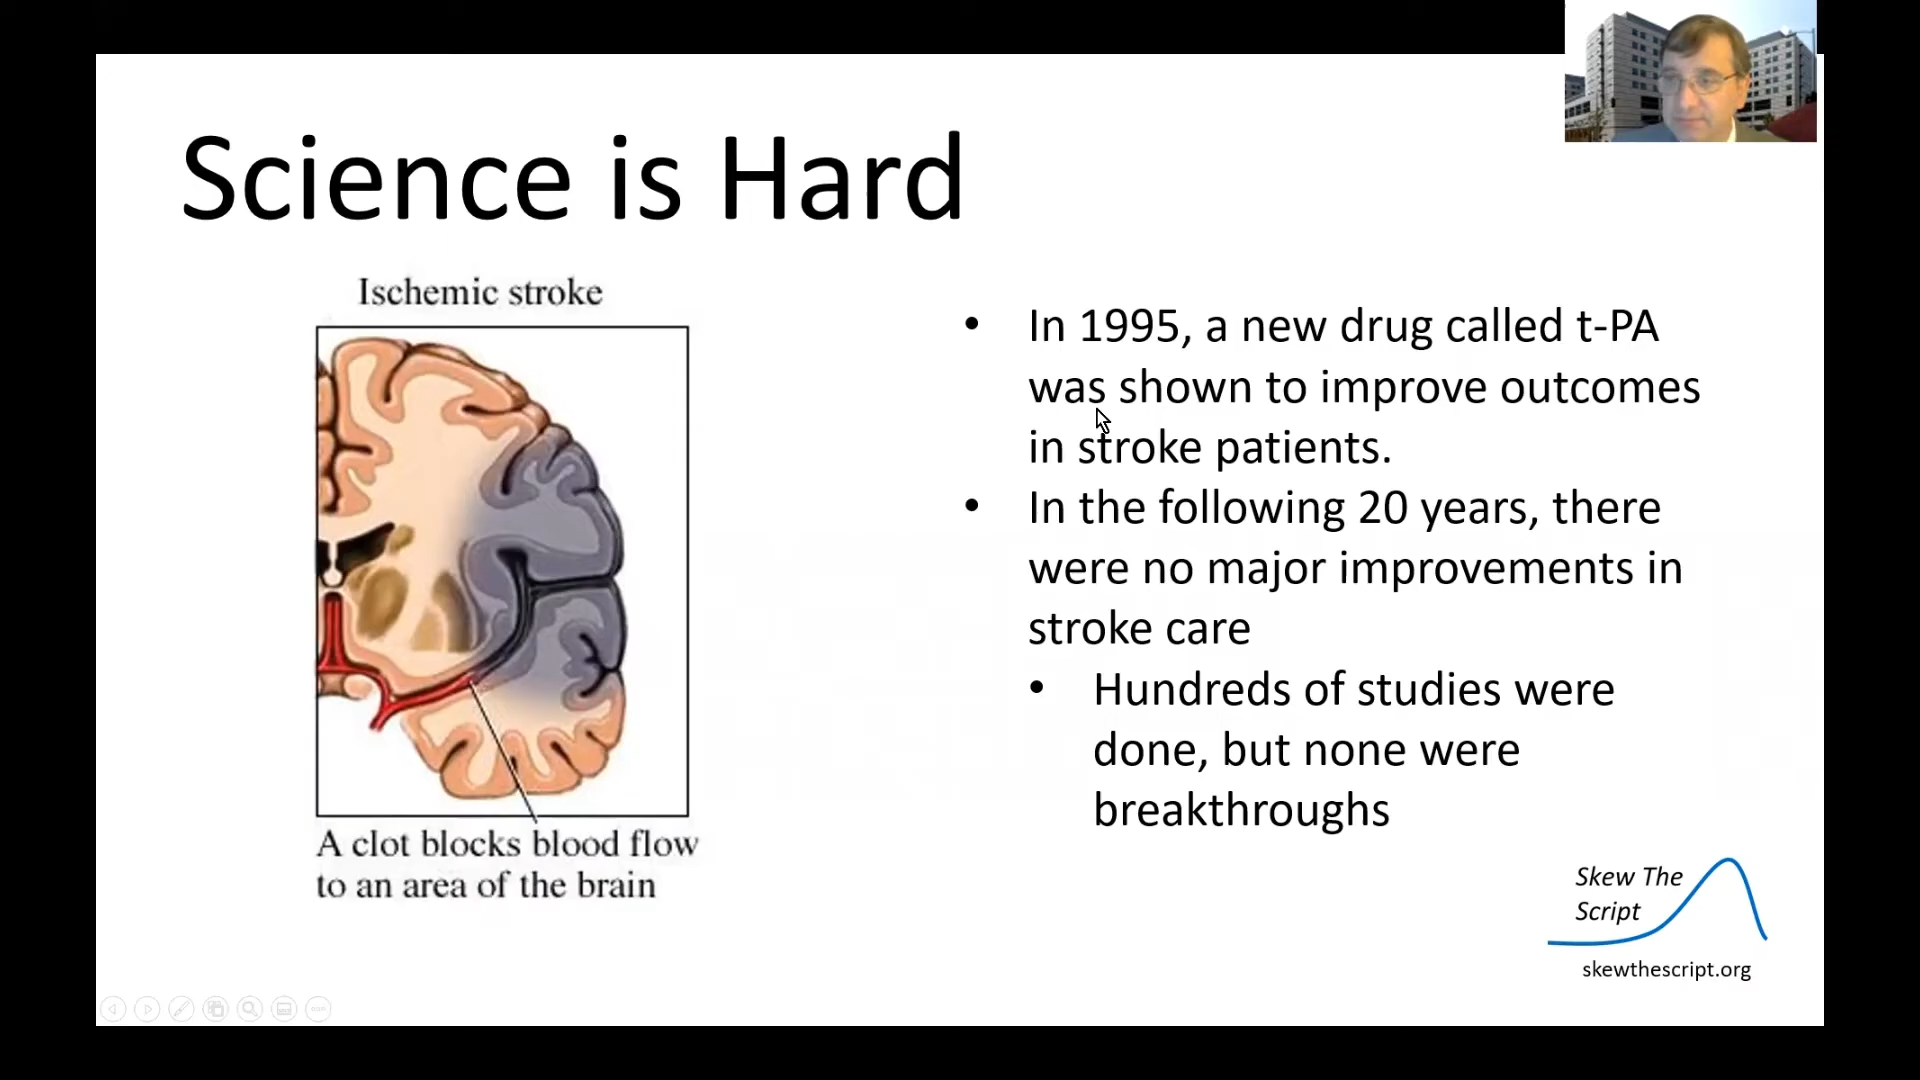 Science is Hard
Ischemic stroke
A clot blocks blood flow
to an area of the brain
• In 1995, a new drug called t-PA
was shown to improve outcomes
in stroke patients.
• In the following 20 years, there
were no major improvements in
stroke care
• Hundreds of studies were
done, but none were
breakthroughs
Skew The
Script
skewthescript.org